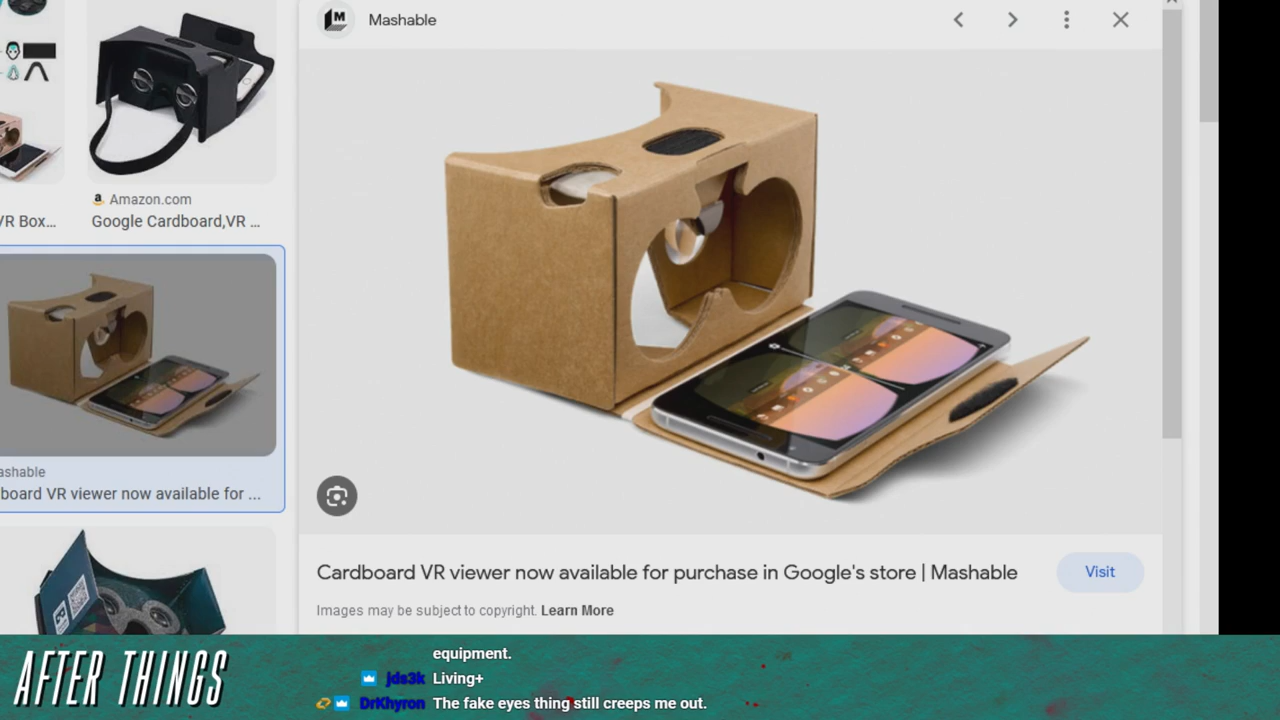 Mashable
Amazon.com
VR Box...
Google Cardboard,VR ...
ashable
board VR viewer now available for ...
Cardboard VR viewer now available for purchase in Google's store | Mashable
Visit
Images may be subject to copyright. Learn More
AFTER THINGS
equipment.
jds3k Living+
DrKhyron The fake eyes thing still creeps me out.